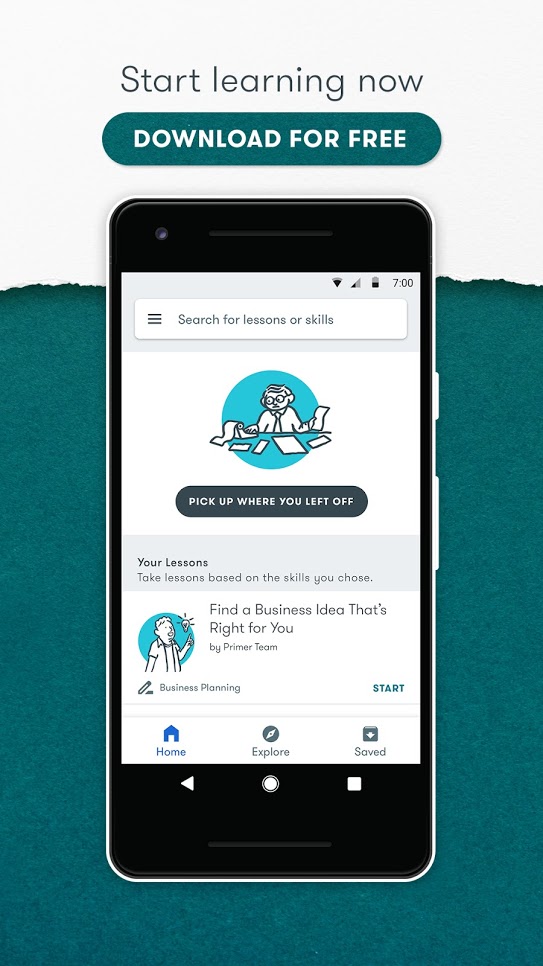 Start learning now
DOWNLOAD FOR FREE
7:00
Search for lessons or skills
PICK UP WHERE YOU LEFT OFF
Your Lessons
Take lessons based on the skills you chose.
Find a Business Idea That's
Right for You
by Primer Team
Business Planning
START
Home
Explore
Saved